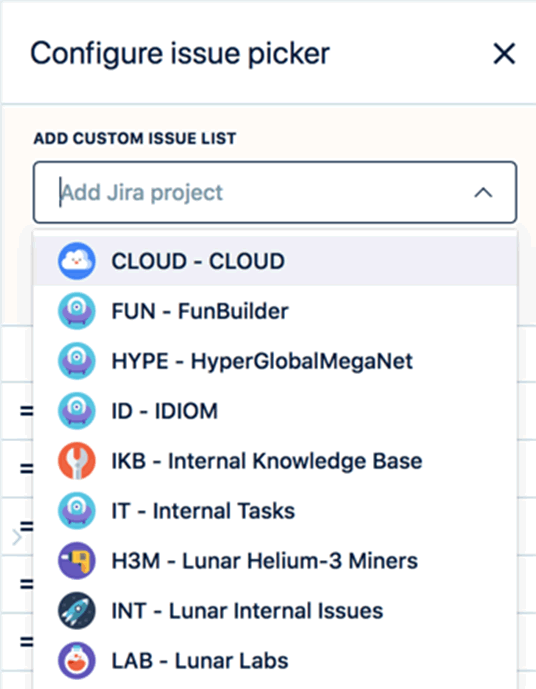 Configure issue picker
ADD CUSTOM ISSUE LIST
Add Jira project
CLOUD - CLOUD
FUN - FunBuilder
HYPE - HyperGlobalMegaNet
ID - IDIOM
IKB - Internal Knowledge Base
IT - Internal Tasks
H3M - Lunar Helium-3 Miners
INT - Lunar Internal Issues
LAB - Lunar Labs